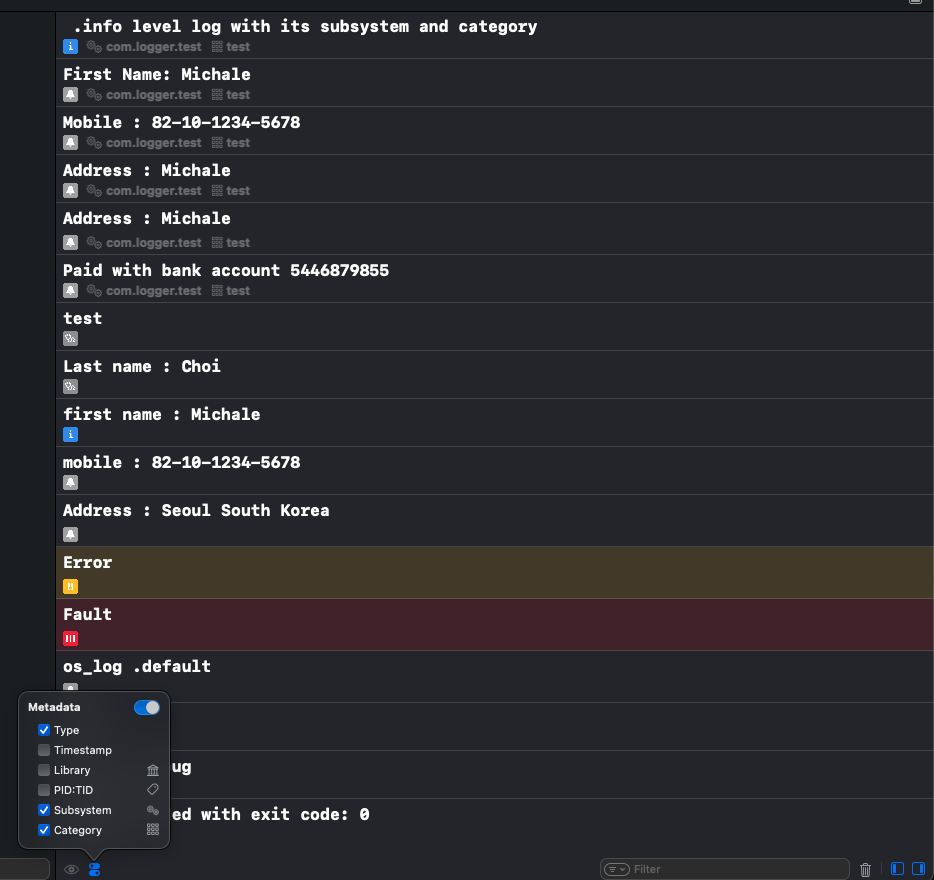 .info level log with its subsystem and category
com.logger.test test
First Name: Michale
com.logger.test test
Mobile : 82-10-1234-5678
com.logger.test test
Address : Michale
com.logger.test test
Address : Michale
com.logger.test test
Paid with bank account 5446879855
com.logger.test test
test
Last name : Choi
first name : Michale
mobile : 82-10-1234-5678
Address : Seoul South Korea
Error
Fault
os_log .default
Metadata
Type
Timestamp
ug
Library
PID:TID
Subsystem
ed with exit code: 0
Category
Filter